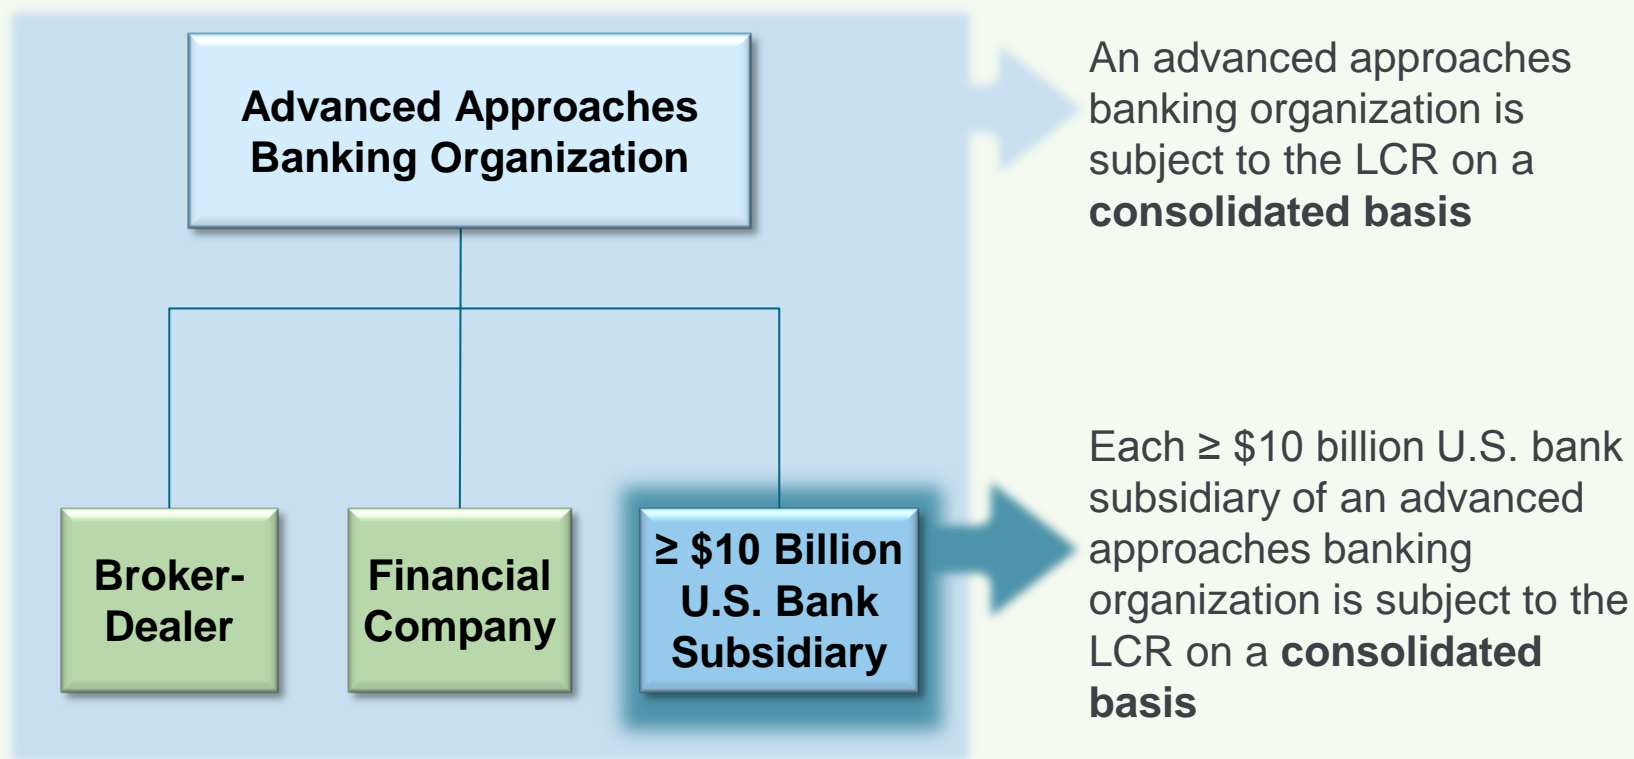 Advanced Approaches
Banking Organization
An advanced approaches
banking organization is
subject to the LCR on a
consolidated basis
Broker-
Dealer
Financial
Company
≥ $10 Billion
U.S. Bank
Subsidiary
Each ≥ $10 billion U.S. bank
subsidiary of an advanced
approaches banking
organization is subject to the
LCR on a consolidated
basis